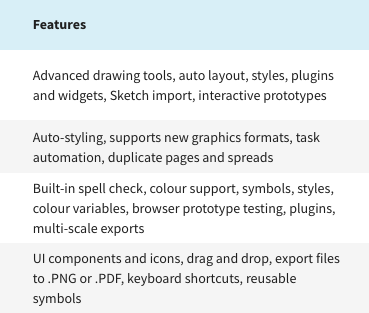 Features
Advanced drawing tools, auto layout, styles, plugins
and widgets, Sketch import, interactive prototypes
Auto-styling, supports new graphics formats, task
automation, duplicate pages and spreads
Built-in spell check, colour support, symbols, styles,
colour variables, browser prototype testing, plugins,
multi-scale exports
UI components and icons, drag and drop, export files
to .PNG or .PDF, keyboard shortcuts, reusable
symbols